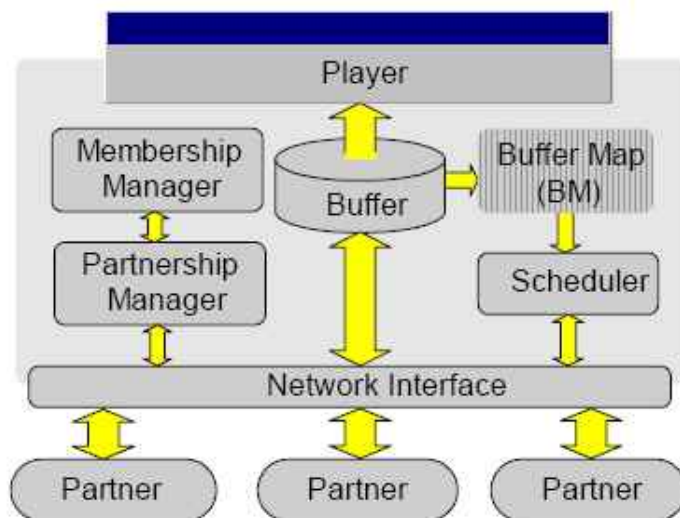 Player
Membership
Manager
Buffer
Buffer Map
(BM)
Partnership
Manager
Scheduler
Network Interface
Partner
Partner
Partner